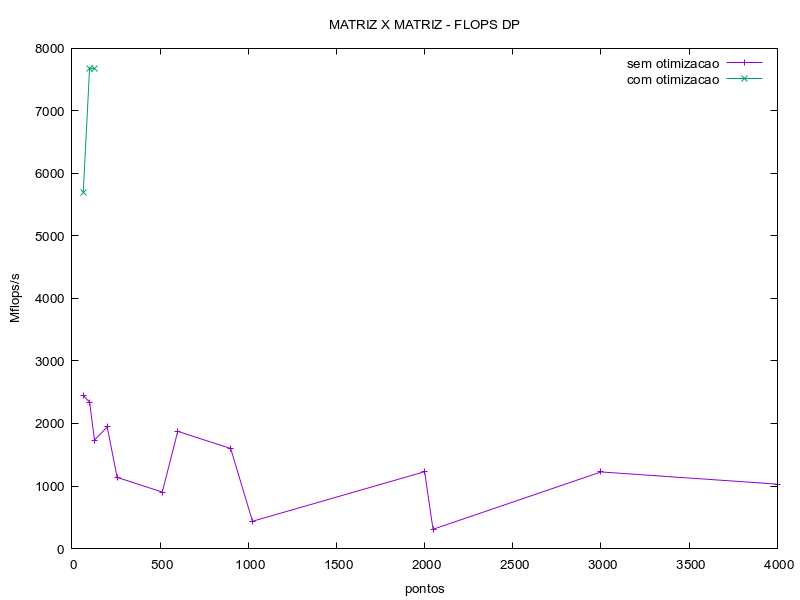 MATRIZ X MATRIZ - FLOPS DP
sem otimizacao
com otimizacao
8000
7000
6000
5000
4000
3000
2000
1000
0
Mflops/s
0 500 1000 1500 2000 2500 3000 3500 4000
pontos